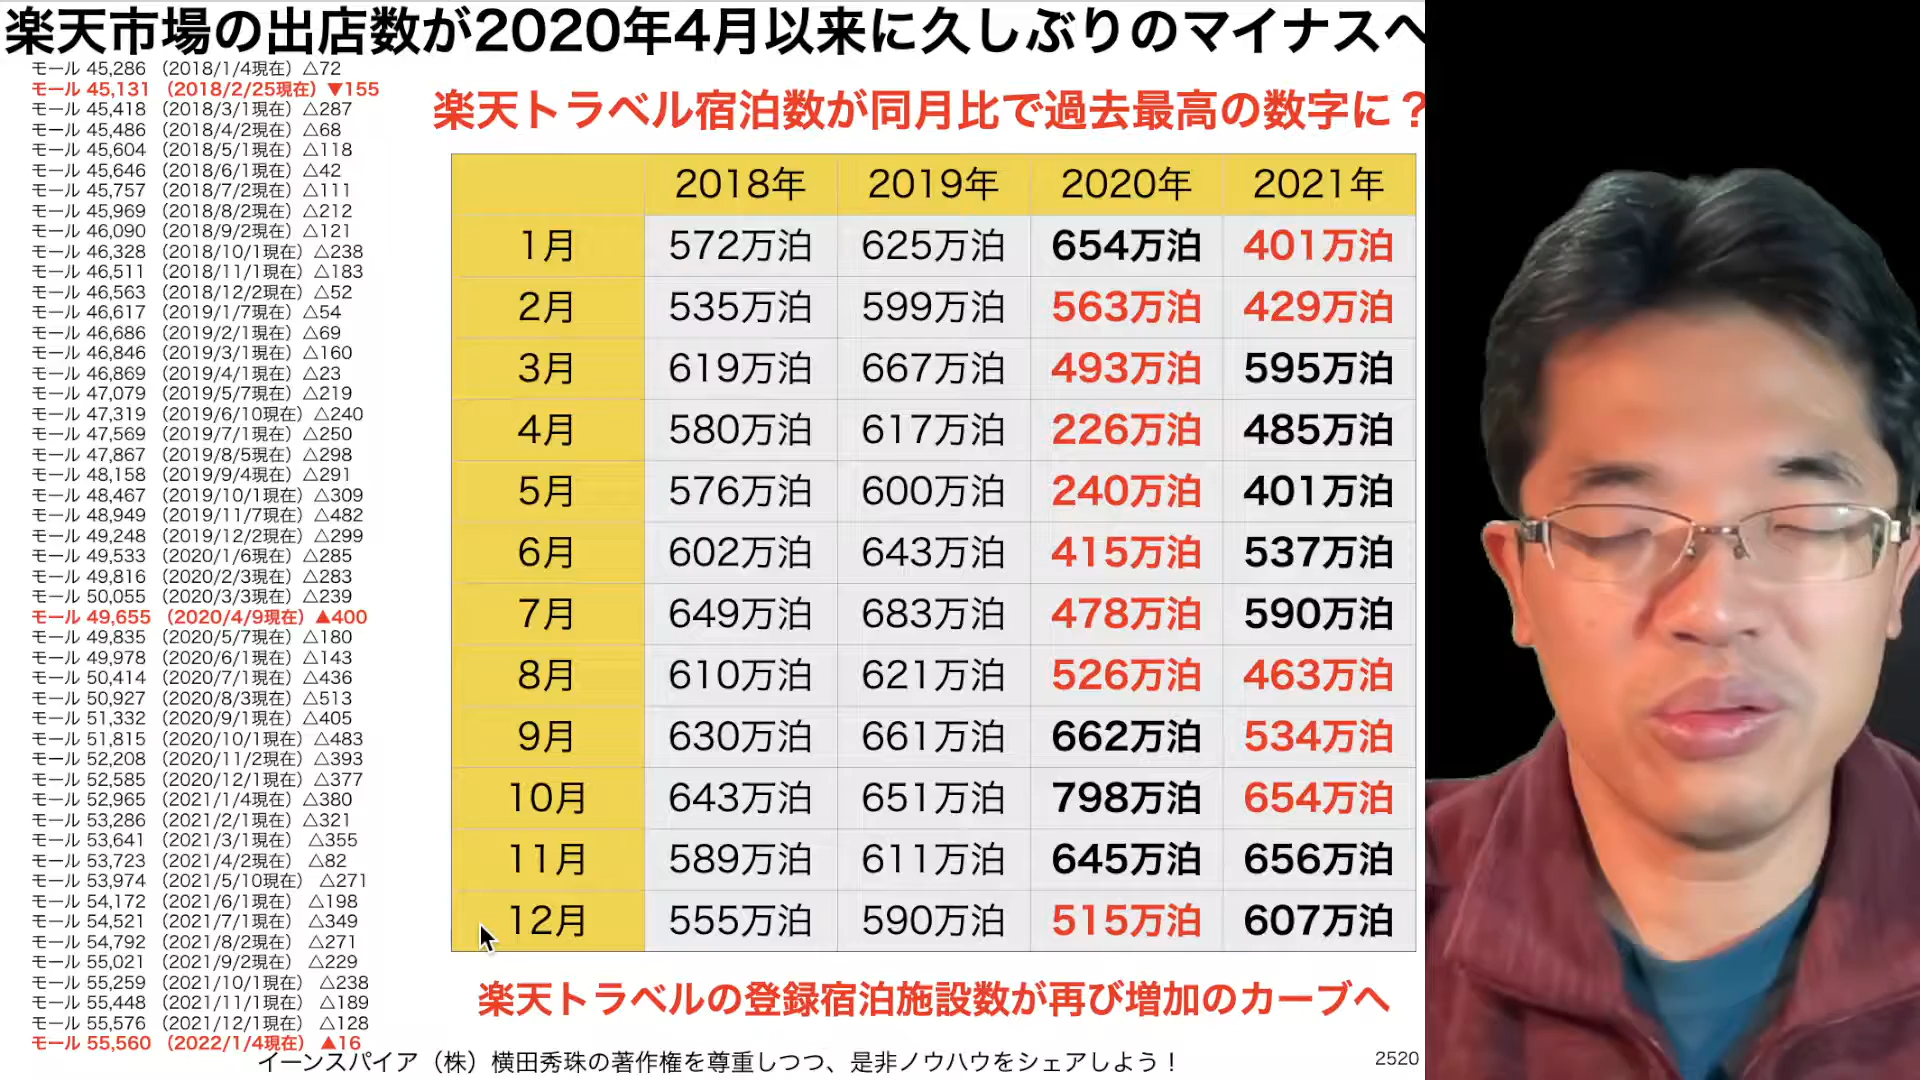 楽天市場の出店数が2020年4月以来に久しぶりのマイナスへ
モール 45,286 （2018/1/4現在）△72
モール 45,131 （2018/2/25現在）▼155
モール 45,418 （2018/3/1現在）△287
モール 45,486 （2018/4/2現在）△68
モール 45,604 （2018/5/1現在）△118
モール 45,646 （2018/6/1現在）△42
モール 45,757 （2018/7/2現在）△111
モール 45,969 （2018/8/2現在）△212
モール 46,090 （2018/9/2現在）△121
モール 46,328 （2018/10/1現在）△238
モール 46,511 （2018/11/1現在）△183
モール 46,563 （2018/12/2現在）△52
モール 46,617 （2019/1/7現在）△54
モール 46,686 （2019/2/1現在）△69
モール 46,846 （2019/3/1現在）△160
モール 46,869 （2019/4/1現在）△23
モール 47,079 （2019/5/7現在）△219
モール 47,319 （2019/6/10現在）△240
モール 47,569 （2019/7/1現在）△250
モール 47,867 （2019/8/5現在）△298
モール 48,158 （2019/9/4現在）△291
モール 48,467 （2019/10/1現在）△309
モール 48,949 （2019/11/7現在）△482
モール 49,248 （2019/12/2現在）△299
モール 49,533 （2020/1/6現在）△285
モール 49,816 （2020/2/3現在）△283
モール 50,055 （2020/3/3現在）△239
モール 49,655 （2020/4/9現在）▲400
モール 49,835 （2020/5/7現在）△180
モール 49,978 （2020/6/1現在）△143
モール 50,414 （2020/7/1現在）△436
モール 50,927 （2020/8/3現在）△513
モール 51,332 （2020/9/1現在）△405
モール 51,815 （2020/10/1現在）△483
モール 52,208 （2020/11/2現在）△393
モール 52,585 （2020/12/1現在）△377
モール 52,965 （2021/1/4現在）△380
モール 53,286 （2021/2/1現在）△321
モール 53,641 （2021/3/1現在） △355
モール 53,723 （2021/4/2現在） △82
モール 53,974 （2021/5/10現在） △271
モール 54,172 （2021/6/1現在） △198
モール 54,521 （2021/7/1現在） △349
モール 54,792 （2021/8/2現在） △271
モール 55,021 （2021/9/2現在） △229
モール 55,259 （2021/10/1現在） △238
モール 55,448 （2021/11/1現在） △189
モール 55,576 （2021/12/1現在） △128
モール 55,560 （2022/1/4現在） ▲16
楽天トラベル宿泊数が同月比で過去最高の数字に？
2018年 2019年 2020年 2021年
1月 572万泊 625万泊 654万泊 401万泊
2月 535万泊 599万泊 563万泊 429万泊
3月 619万泊 667万泊 493万泊 595万泊
4月 580万泊 617万泊 226万泊 485万泊
5月 576万泊 600万泊 240万泊 401万泊
6月 602万泊 643万泊 415万泊 537万泊
7月 649万泊 683万泊 478万泊 590万泊
8月 610万泊 621万泊 526万泊 463万泊
9月 630万泊 661万泊 662万泊 534万泊
10月 643万泊 651万泊 798万泊 654万泊
11月 589万泊 611万泊 645万泊 656万泊
12月 555万泊 590万泊 515万泊 607万泊
楽天トラベルの登録宿泊施設数が再び増加のカーブへ
イーンスパイア（株）横田秀珠の著作権を尊重しつつ、是非ノウハウをシェアしよう！
2520